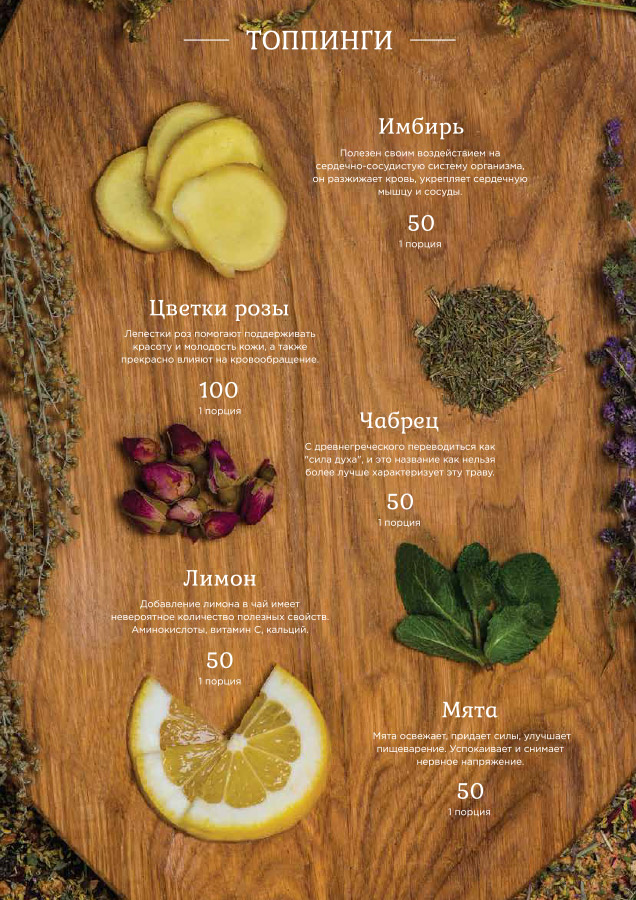 ТОППИНГИ
Имбирь
Полезен своим воздействием на
сердечно-сосудистую систему организма,
он разжижает кровь, укрепляет сердечную
мышцу и сосуды.
50
1 порция
Цветки розы
Лепестки роз помогают поддерживать
красоту и молодость кожи, а также
прекрасно влияют на кровообращение.
100
1 порция
Чабрец
С древнегреческого переводиться как
"сила духа", и это название как нельзя
более лучше характеризует эту траву.
50
1 порция
Лимон
Добавление лимона в чай имеет
невероятное количество полезных свойств.
Аминокислоты, витамин С, кальций.
50
1 порция
Мята
Мята освежает, придает силы, улучшает
пищеварение. Успокаивает и снимает
нервное напряжение.
50
1 порция